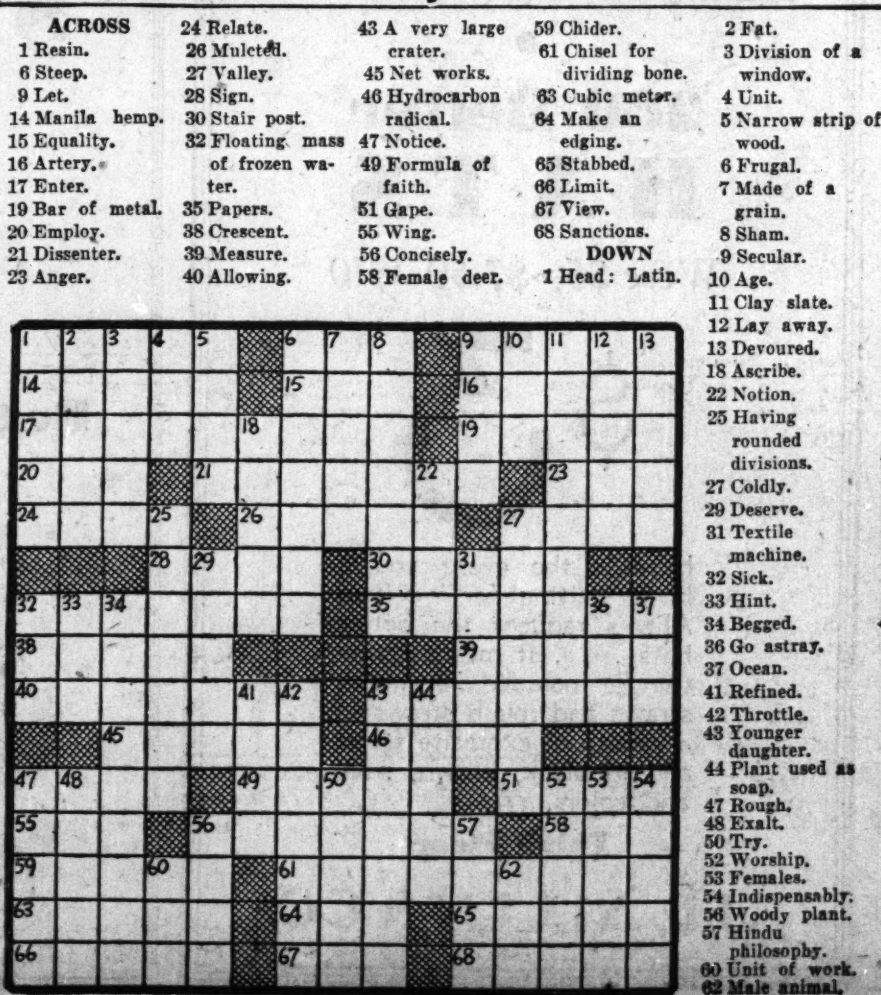 ACROSS
1 Resin.
6 Steep.
9 Let.
14 Manila hemp.
15 Equality.
16 Artery.
17 Enter.
19 Bar of metal.
20 Employ.
21 Dissenter.
23 Anger.
24 Relate.
26 Mulcted.
27 Valley.
28 Sign.
30 Stair post.
32 Floating mass
of frozen wa-
ter.
35 Papers.
38 Crescent.
39 Measure.
40 Allowing.
43 A very large
crater.
45 Net works.
46 Hydrocarbon
radical.
47 Notice.
49 Formula of
faith.
51 Gape.
55 Wing.
56 Concisely.
58 Female deer.
59 Chider.
61 Chisel for
dividing bone.
63 Cubic meter.
64 Make an
edging.
65 Stabbed.
66 Limit.
67 View.
68 Sanctions.
DOWN
1 Head: Latin.
2 Fat.
3 Division of a
window.
4 Unit.
5 Narrow strip of
wood.
6 Frugal.
7 Made of a
grain.
8 Sham.
9 Secular.
10 Age.
11 Clay slate.
12 Lay away.
13 Devoured.
18 Ascribe.
22 Notion.
25 Having
rounded
divisions.
27 Coldly.
29 Deserve.
31 Textile
machine.
32 Sick.
33 Hint.
34 Begged.
36 Go astray.
37 Ocean.
41 Refined.
42 Throttle.
43 Younger
daughter.
44 Plant used as
soap.
47 Rough.
48 Exalt.
50 Try.
52 Worship.
53 Females.
54 Indispensably.
56 Woody plant.
57 Hindu
philosophy.
60 Unit of work.
62 Male animal.
1 2 3 4 5 6 7 8 9 10 11 12 13
14 15 16
17 18 19
20 21 22 23
24 25 26 27
28 29 30 31
32 33 34 35 36 37
38 39
40 41 42 43 44
45 46
47 48 49 50 51 52 53 54
55 56 57 58
59 60 61 62
63 64 65
66 67 68